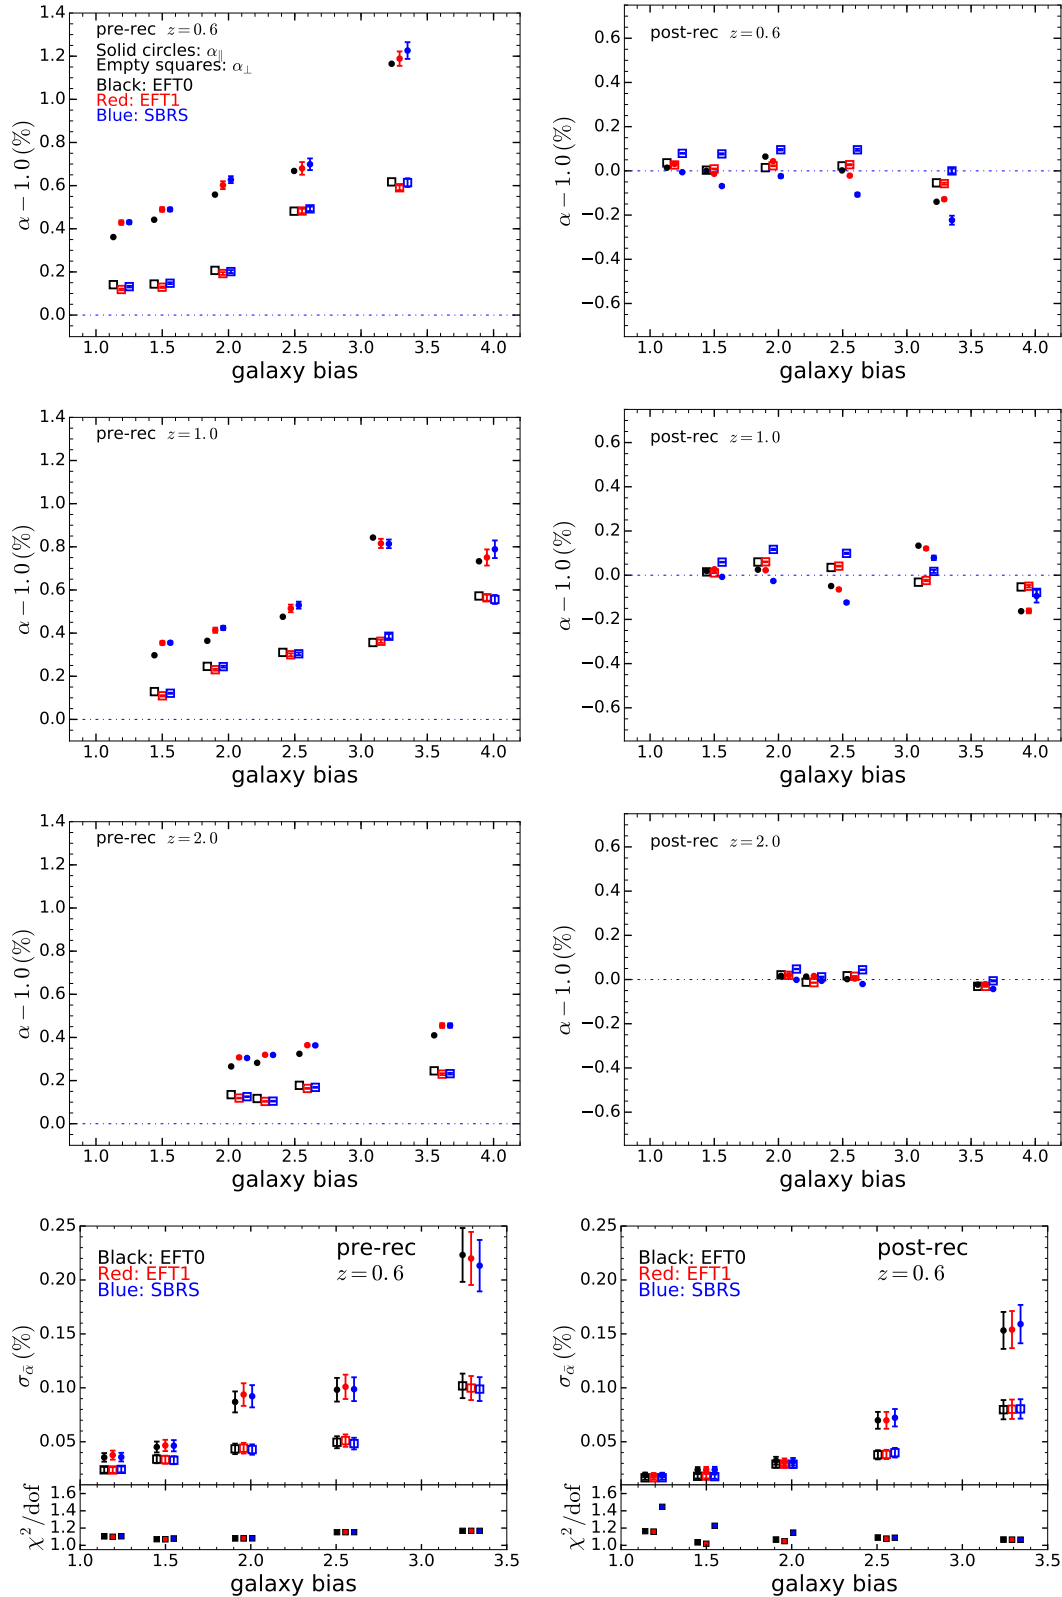 pre-rec z = 0.6
Solid circles: α∥
Empty squares: α⊥
Black: EFT0
Red: EFT1
Blue: SBRS
α − 1.0 (%)
1.4
1.2
1.0
0.8
0.6
0.4
0.2
0.0
1.0 1.5 2.0 2.5 3.0 3.5 4.0
galaxy bias
post-rec z = 0.6
α − 1.0 (%)
0.6
0.4
0.2
0.0
−0.2
−0.4
−0.6
1.0 1.5 2.0 2.5 3.0 3.5 4.0
galaxy bias
pre-rec z = 1.0
α − 1.0 (%)
1.4
1.2
1.0
0.8
0.6
0.4
0.2
0.0
1.0 1.5 2.0 2.5 3.0 3.5 4.0
galaxy bias
post-rec z = 1.0
α − 1.0 (%)
0.6
0.4
0.2
0.0
−0.2
−0.4
−0.6
1.0 1.5 2.0 2.5 3.0 3.5 4.0
galaxy bias
pre-rec z = 2.0
α − 1.0 (%)
1.4
1.2
1.0
0.8
0.6
0.4
0.2
0.0
1.0 1.5 2.0 2.5 3.0 3.5 4.0
galaxy bias
post-rec z = 2.0
α − 1.0 (%)
0.6
0.4
0.2
0.0
−0.2
−0.4
−0.6
1.0 1.5 2.0 2.5 3.0 3.5 4.0
galaxy bias
Black: EFT0
Red: EFT1
Blue: SBRS
pre-rec
z = 0.6
σᾱ (%)
0.25
0.20
0.15
0.10
0.05
χ²/dof
1.6
1.4
1.2
1.0
1.0 1.5 2.0 2.5 3.0 3.5
galaxy bias
Black: EFT0
Red: EFT1
Blue: SBRS
post-rec
z = 0.6
σᾱ (%)
0.25
0.20
0.15
0.10
0.05
χ²/dof
1.6
1.4
1.2
1.0
1.0 1.5 2.0 2.5 3.0 3.5
galaxy bias